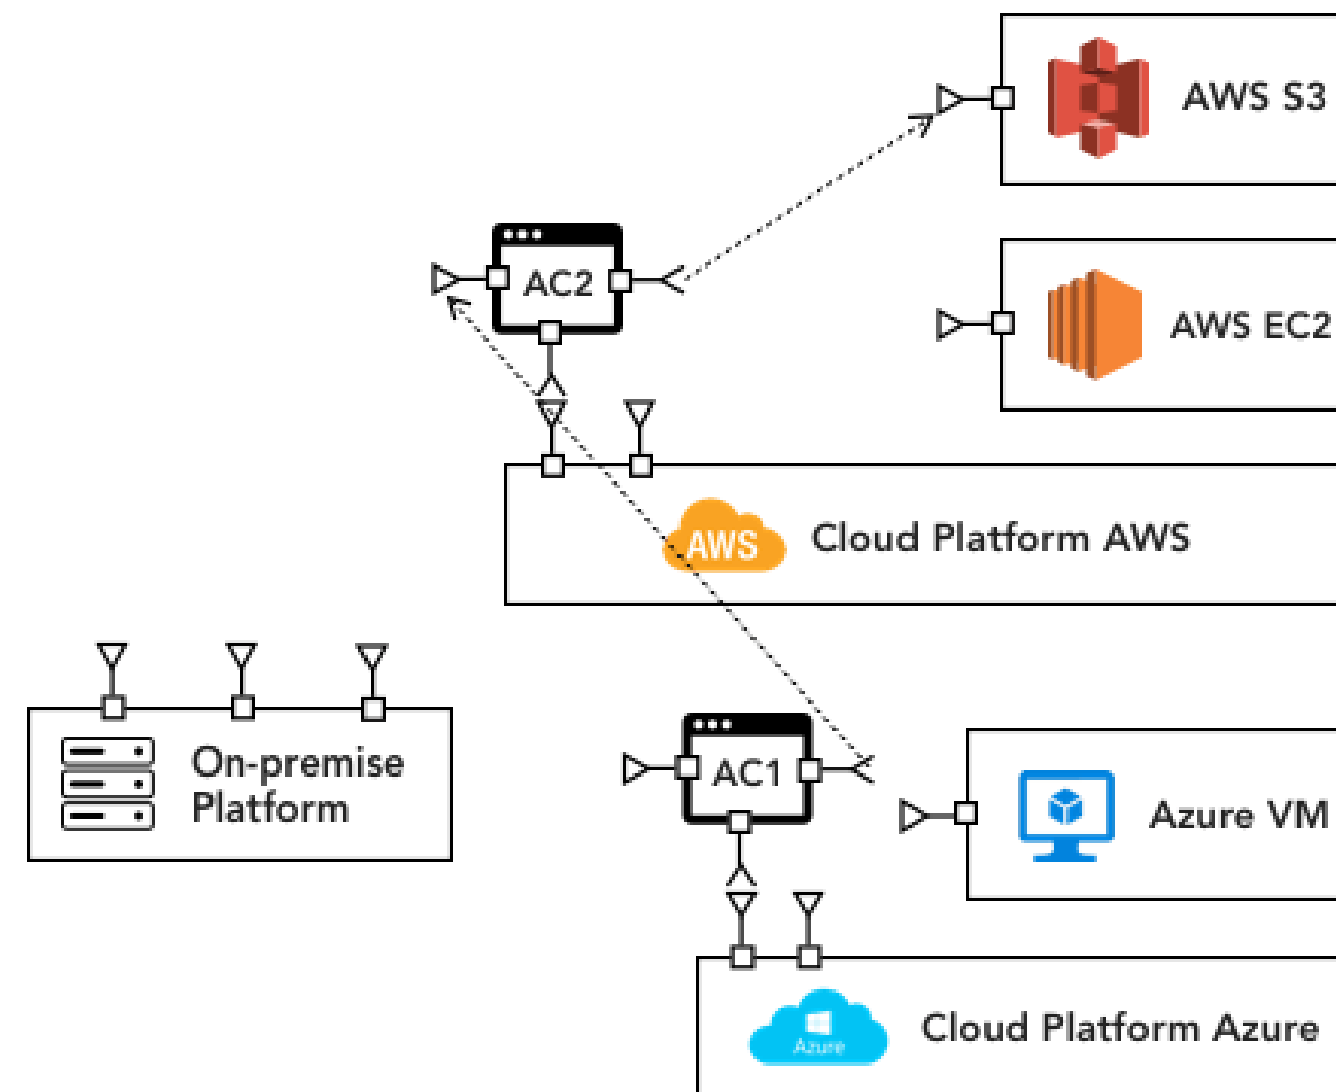 AWS S3
AC2
AWS EC2
AWS
Cloud Platform AWS
On-premise
Platform
AC1
Azure VM
Cloud Platform Azure
Azure